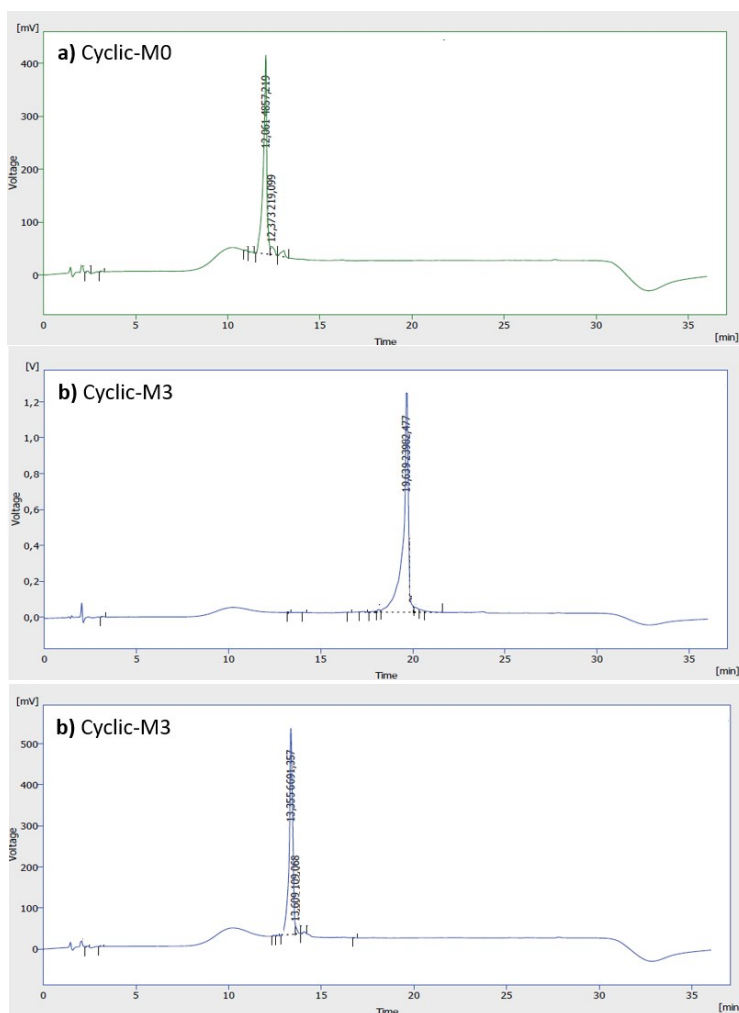 [mV]
a) Cyclic-M0
400
300
200
100
0
Voltage
12,061 4857,219
12,373 219,099
0 5 10 15 20 25 30 35
Time
[min]
[V]
b) Cyclic-M3
1,2
1,0
0,8
0,6
0,4
0,2
0,0
Voltage
19,639 23902,477
0 5 10 15 20 25 30 35
Time
[min]
[mV]
b) Cyclic-M3
500
400
300
200
100
0
Voltage
13,355 6691,357
13,609 109,068
0 5 10 15 20 25 30 35
Time
[min